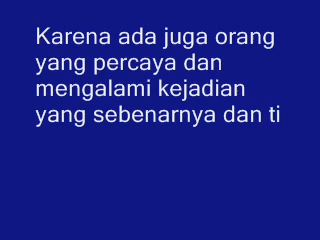 Karena ada juga orang
yang percaya dan
mengalami kejadian
yang sebenarnya dan ti